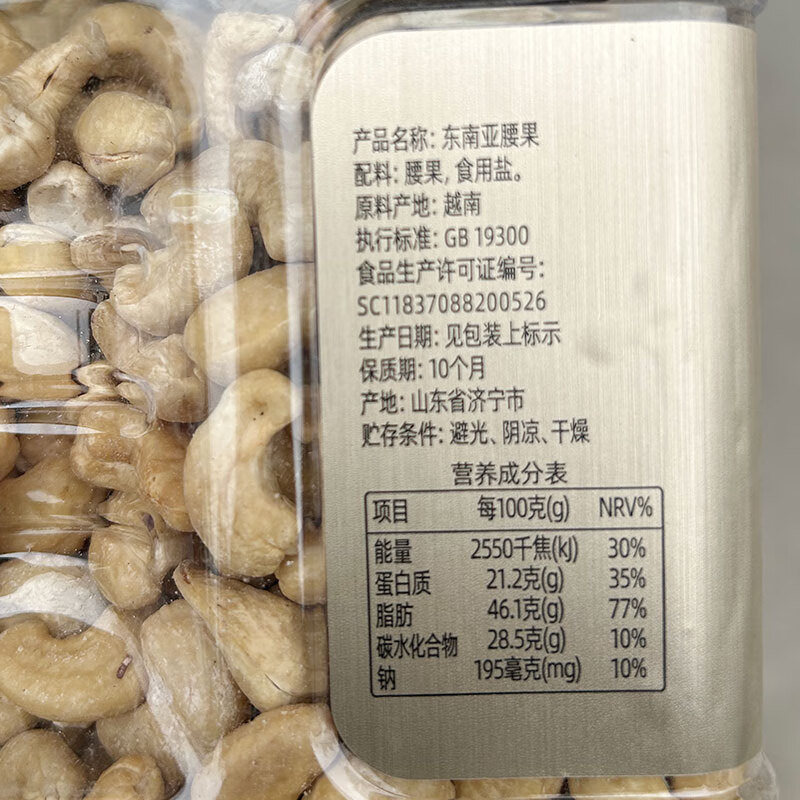 产品名称: 东南亚腰果
配料: 腰果, 食用盐。
原料产地: 越南
执行标准: GB 19300
食品生产许可证编号:
SC11837088200526
生产日期: 见包装上标示
保质期: 10个月
产地: 山东省济宁市
贮存条件: 避光、阴凉、干燥
营养成分表
项目 每100克(g) NRV%
能量 2550千焦(kJ) 30%
蛋白质 21.2克(g) 35%
脂肪 46.1克(g) 77%
碳水化合物 28.5克(g) 10%
钠 195毫克(mg) 10%